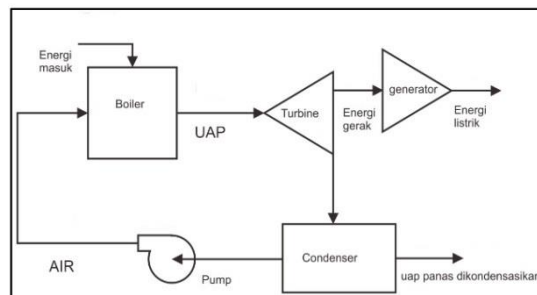 Energi
masuk
Boiler
UAP
Turbine
Energi
gerak
generator
Energi
listrik
AIR
Pump
Condenser
uap panas dikondensasikan